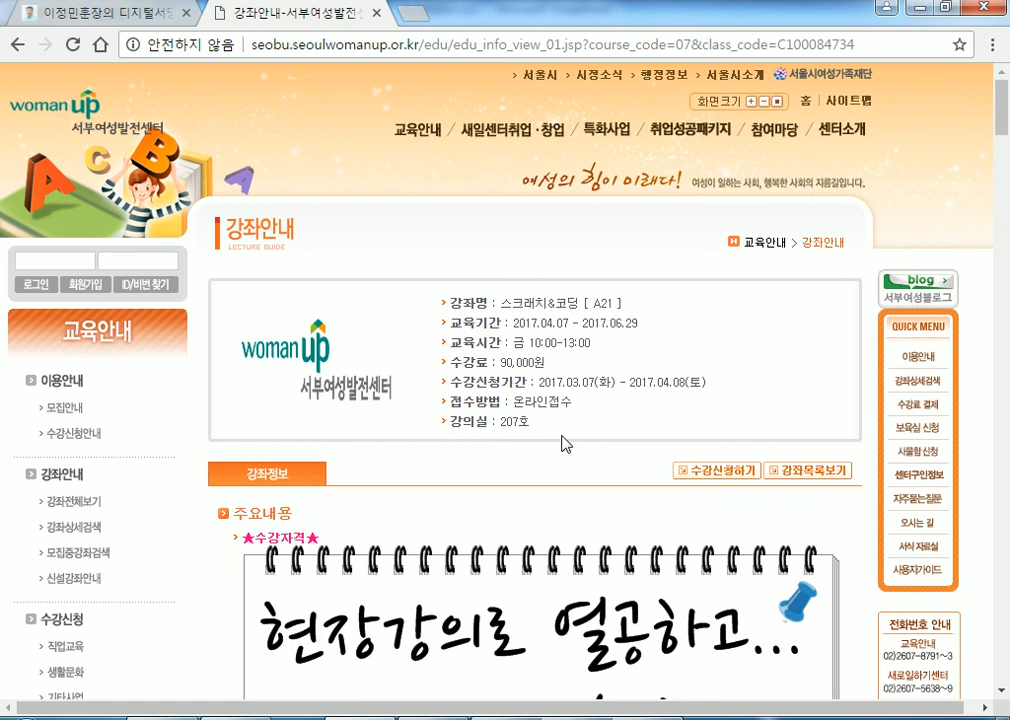 이정민훈장의 디지털서당
강좌안내-서부여성발전센
안전하지 않음 | seobu.seoulwomanup.or.kr/edu/edu_info_view_01.jsp?course_code=07&class_code=C100084734
> 서울시 > 시정소식 > 행정정보 > 서울시소개 서울시여성가족재단
화면크기 홈 | 사이트맵
woman up
서부여성발전센터
교육안내 / 새일센터취업·창업 / 특화사업 / 취업성공패키지 / 참여마당 / 센터소개
A C B A
여성의 힘이 미래다! 여성이 일하는 사회, 행복한 사회의 지름길입니다.
강좌안내
LECTURE GUIDE
H 교육안내 > 강좌안내
로그인 회원가입 ID/비번 찾기
교육안내
이용안내
> 모집안내
> 수강신청안내
강좌안내
> 강좌전체보기
> 강좌상세검색
> 모집중강좌검색
> 신설강좌안내
수강신청
> 직업교육
> 생활문화
> 기타사업
woman up
서부여성발전센터
> 강좌명 : 스크래치&코딩 [ A21 ]
> 교육기간 : 2017.04.07 - 2017.06.29
> 교육시간 : 금 10:00-13:00
> 수강료 : 90,000원
> 수강신청기간 : 2017.03.07(화) - 2017.04.08(토)
> 접수방법 : 온라인접수
> 강의실 : 207호
강좌정보
수강신청하기 강좌목록보기
주요내용
> ★수강자격★
현장강의로 열공하고...
blog >
서부여성블로그
QUICK MENU
이용안내
강좌상세검색
수강료 결제
보육실 신청
사물함 신청
센터구인정보
자주묻는질문
오시는 길
서식 자료실
사용자가이드
전화번호 안내
교육안내
02)2607-8791~3
새로일하기센터
02)2607-5638~9